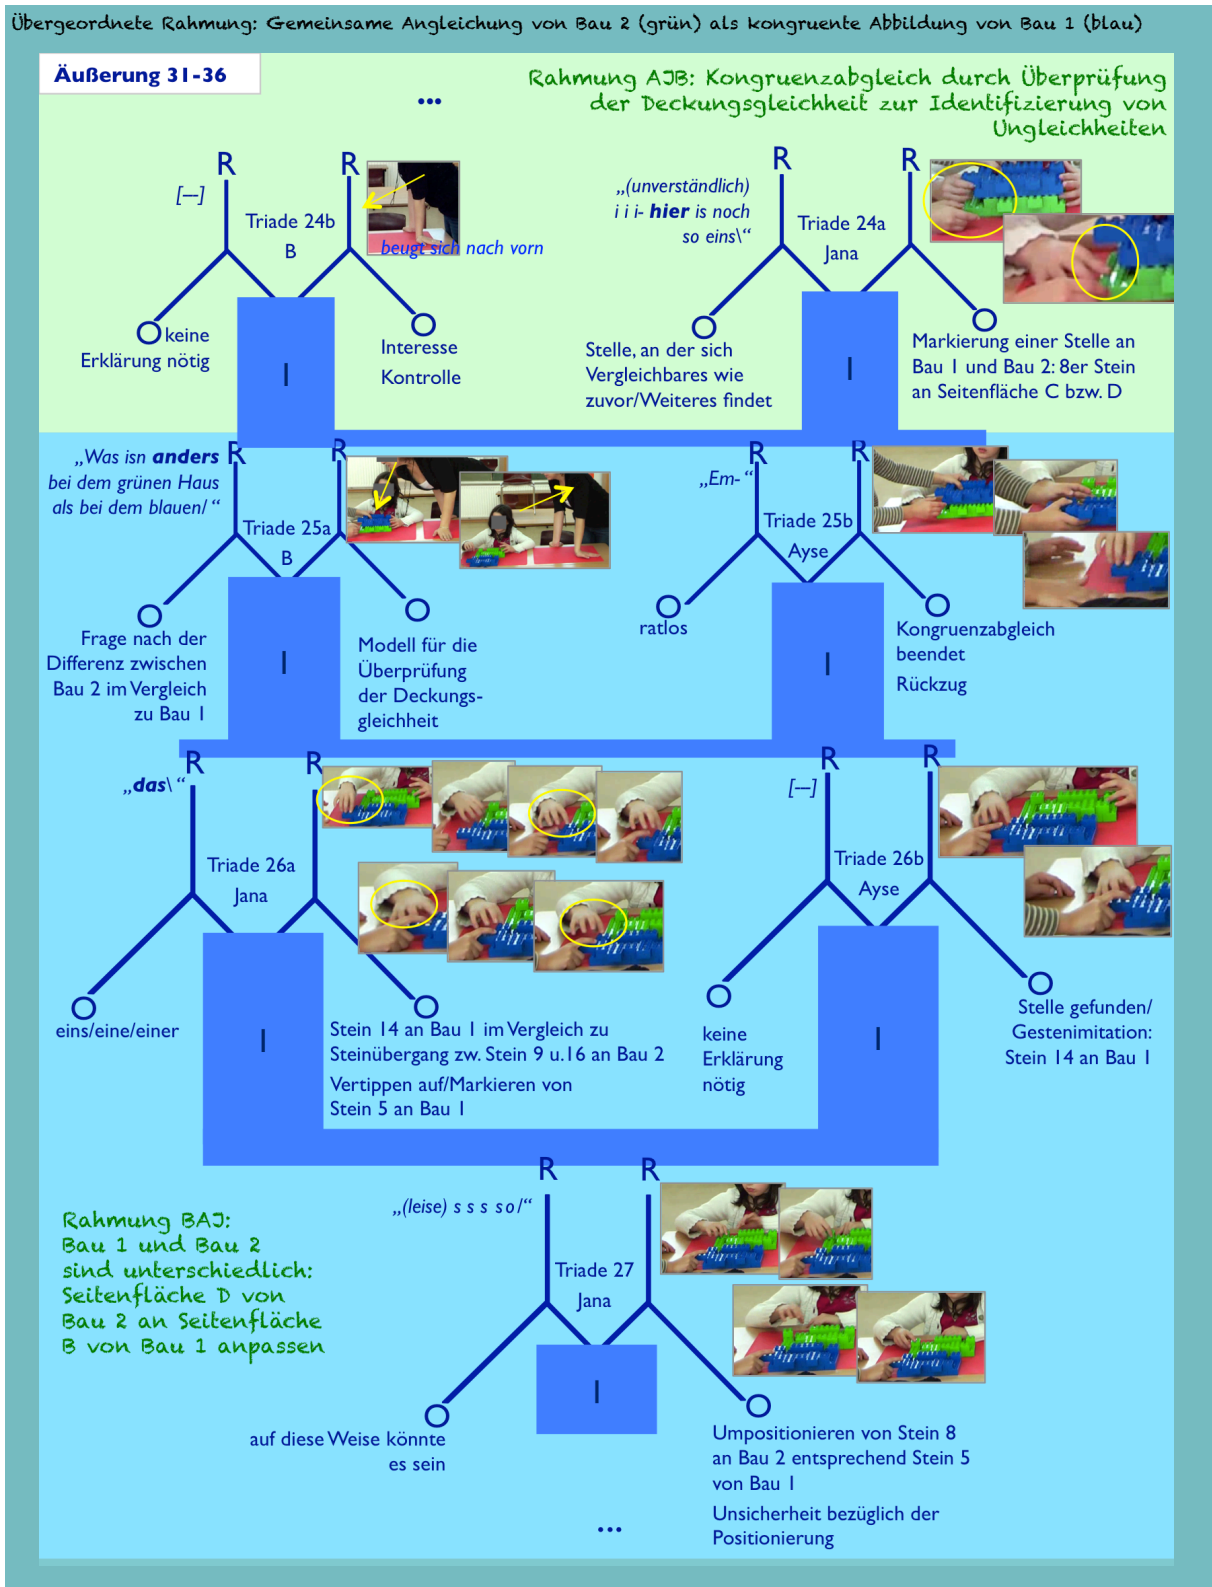 Übergeordnete Rahmung: Gemeinsame Angleichung von Bau 2 (grün) als kongruente Abbildung von Bau 1 (blau)
Äußerung 31-36
...
Rahmung AJB: Kongruenzabgleich durch Überprüfung
der Deckungsgleichheit zur Identifizierung von
Ungleichheiten
R
R
[---]
Triade 24b
B
beugt sich nach vorn
keine
Erklärung nötig
I
Interesse
Kontrolle
R
R
„(unverständlich)
i i i- hier is noch
so eins\“
Triade 24a
Jana
Stelle, an der sich
Vergleichbares wie
zuvor/Weiteres findet
I
Markierung einer Stelle an
Bau 1 und Bau 2: 8er Stein
an Seitenfläche C bzw. D
R
R
„Was isn anders
bei dem grünen Haus
als bei dem blauen/ “
Triade 25a
B
Frage nach der
Differenz zwischen
Bau 2 im Vergleich
zu Bau 1
I
Modell für die
Überprüfung
der Deckungs-
gleichheit
R
R
„Em- “
Triade 25b
Ayse
ratlos
I
Kongruenzabgleich
beendet
Rückzug
R
R
„das\ “
Triade 26a
Jana
eins/eine/einer
I
Stein 14 an Bau 1 im Vergleich zu
Steinübergang zw. Stein 9 u.16 an Bau 2
Vertippen auf/Markieren von
Stein 5 an Bau 1
R
R
[---]
Triade 26b
Ayse
keine
Erklärung
nötig
I
Stelle gefunden/
Gestenimitation:
Stein 14 an Bau 1
R
R
„(leise) s s s so/“
Triade 27
Jana
Rahmung BAJ:
Bau 1 und Bau 2
sind unterschiedlich:
Seitenfläche D von
Bau 2 an Seitenfläche
B von Bau 1 anpassen
I
auf diese Weise könnte
es sein
Umpositionieren von Stein 8
an Bau 2 entsprechend Stein 5
von Bau 1
Unsicherheit bezüglich der
Positionierung
...